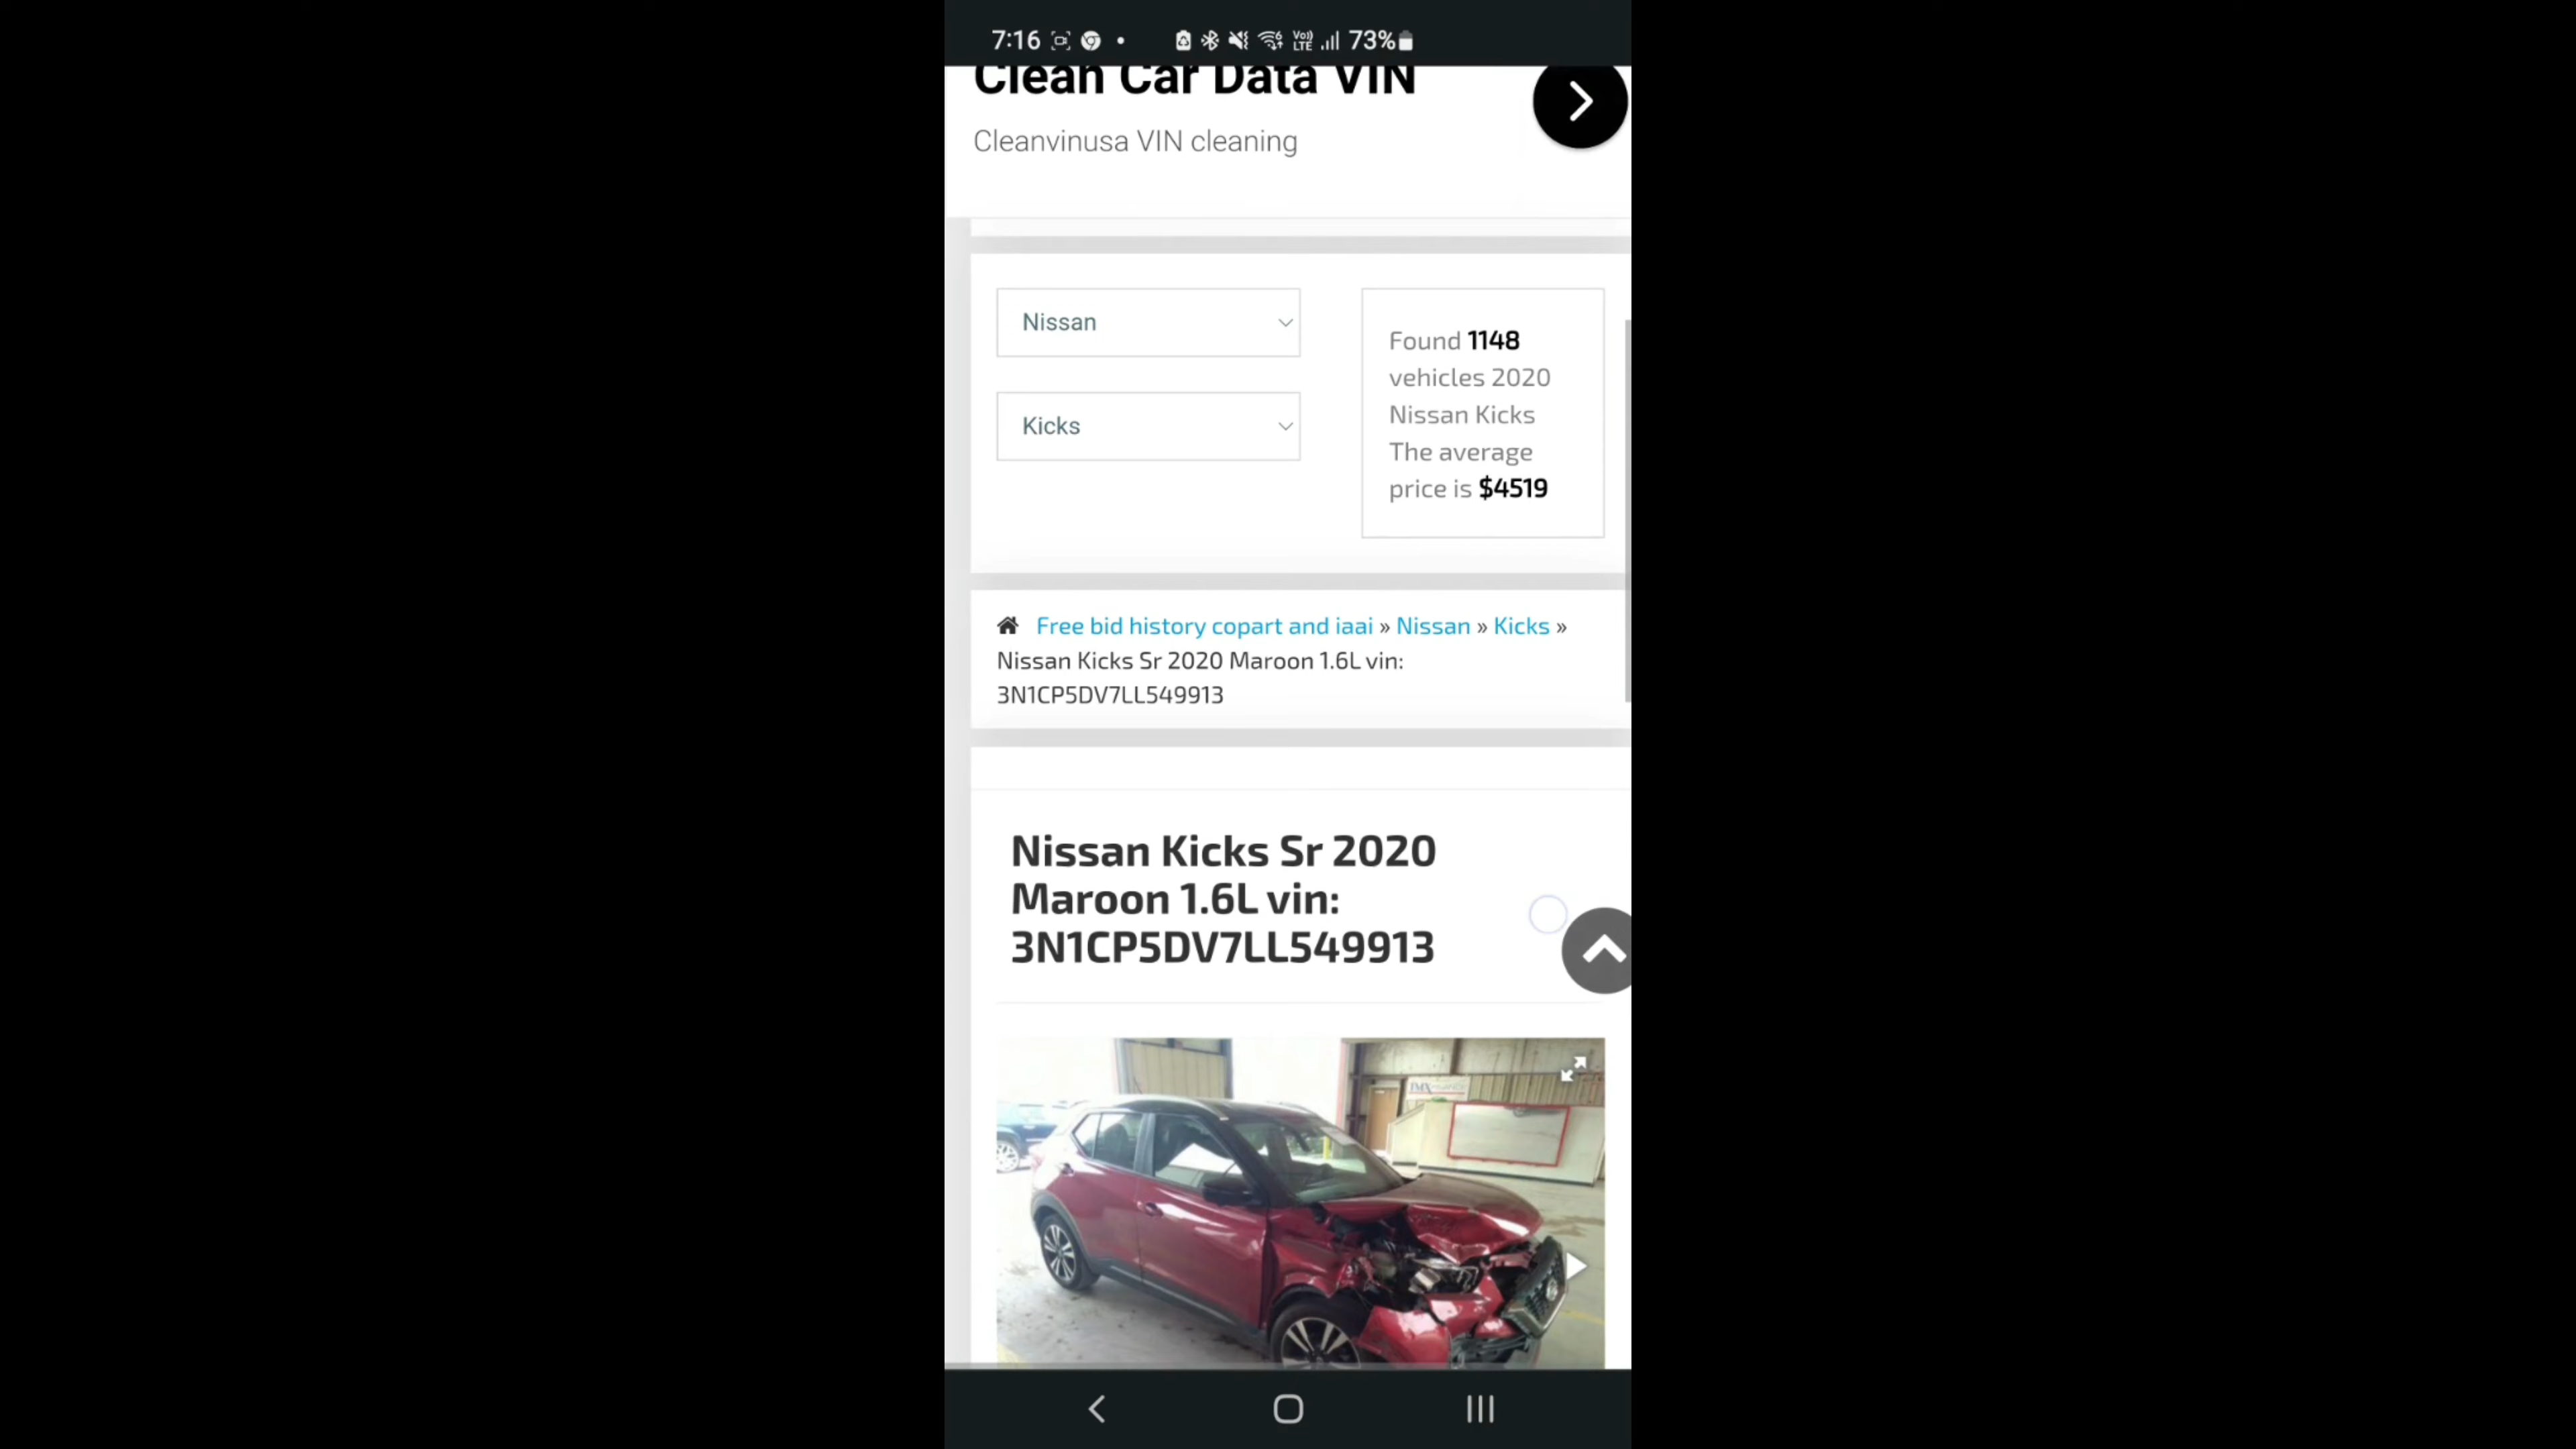 7:16 73%
Clean Car Data VIN
Cleanvinusa VIN cleaning
Nissan
Kicks
Found 1148
vehicles 2020
Nissan Kicks
The average
price is $4519
Free bid history copart and iaai » Nissan » Kicks »
Nissan Kicks Sr 2020 Maroon 1.6L vin:
3N1CP5DV7LL549913
Nissan Kicks Sr 2020
Maroon 1.6L vin:
3N1CP5DV7LL549913